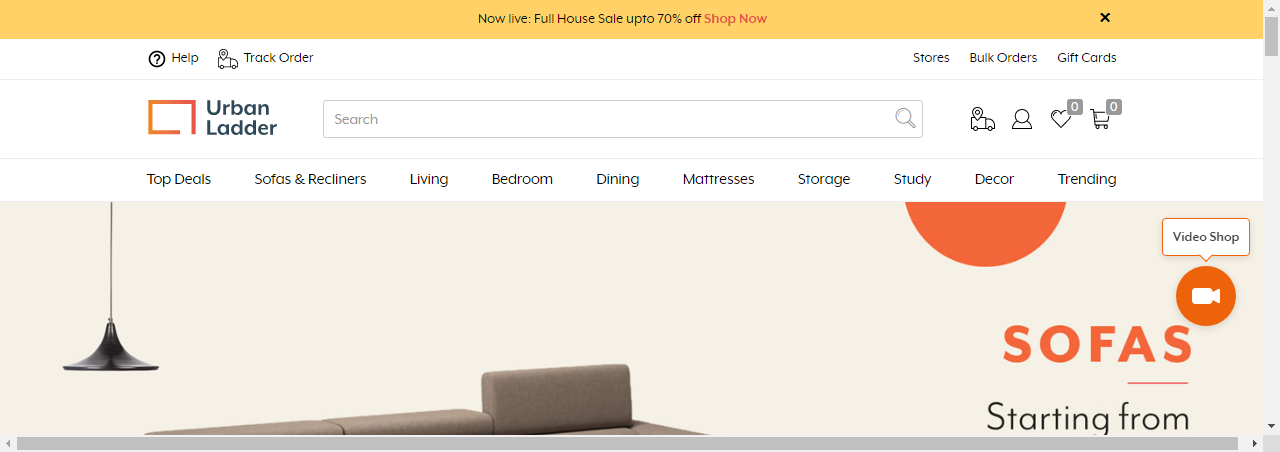 Now live: Full House Sale upto 70% off Shop Now ✕
Help Track Order Stores Bulk Orders Gift Cards
Urban
Ladder
Search
0 0
Top Deals Sofas & Recliners Living Bedroom Dining Mattresses Storage Study Decor Trending
Video Shop
SOFAS
Starting from